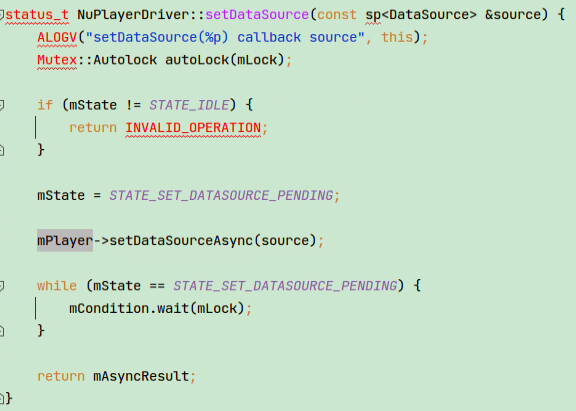 status_t NuPlayerDriver::setDataSource(const sp<DataSource> &source) {
    ALOGV("setDataSource(%p) callback source", this);
    Mutex::Autolock autoLock(mLock);

    if (mState != STATE_IDLE) {
        return INVALID_OPERATION;
    }

    mState = STATE_SET_DATASOURCE_PENDING;

    mPlayer->setDataSourceAsync(source);

    while (mState == STATE_SET_DATASOURCE_PENDING) {
        mCondition.wait(mLock);
    }

    return mAsyncResult;
}